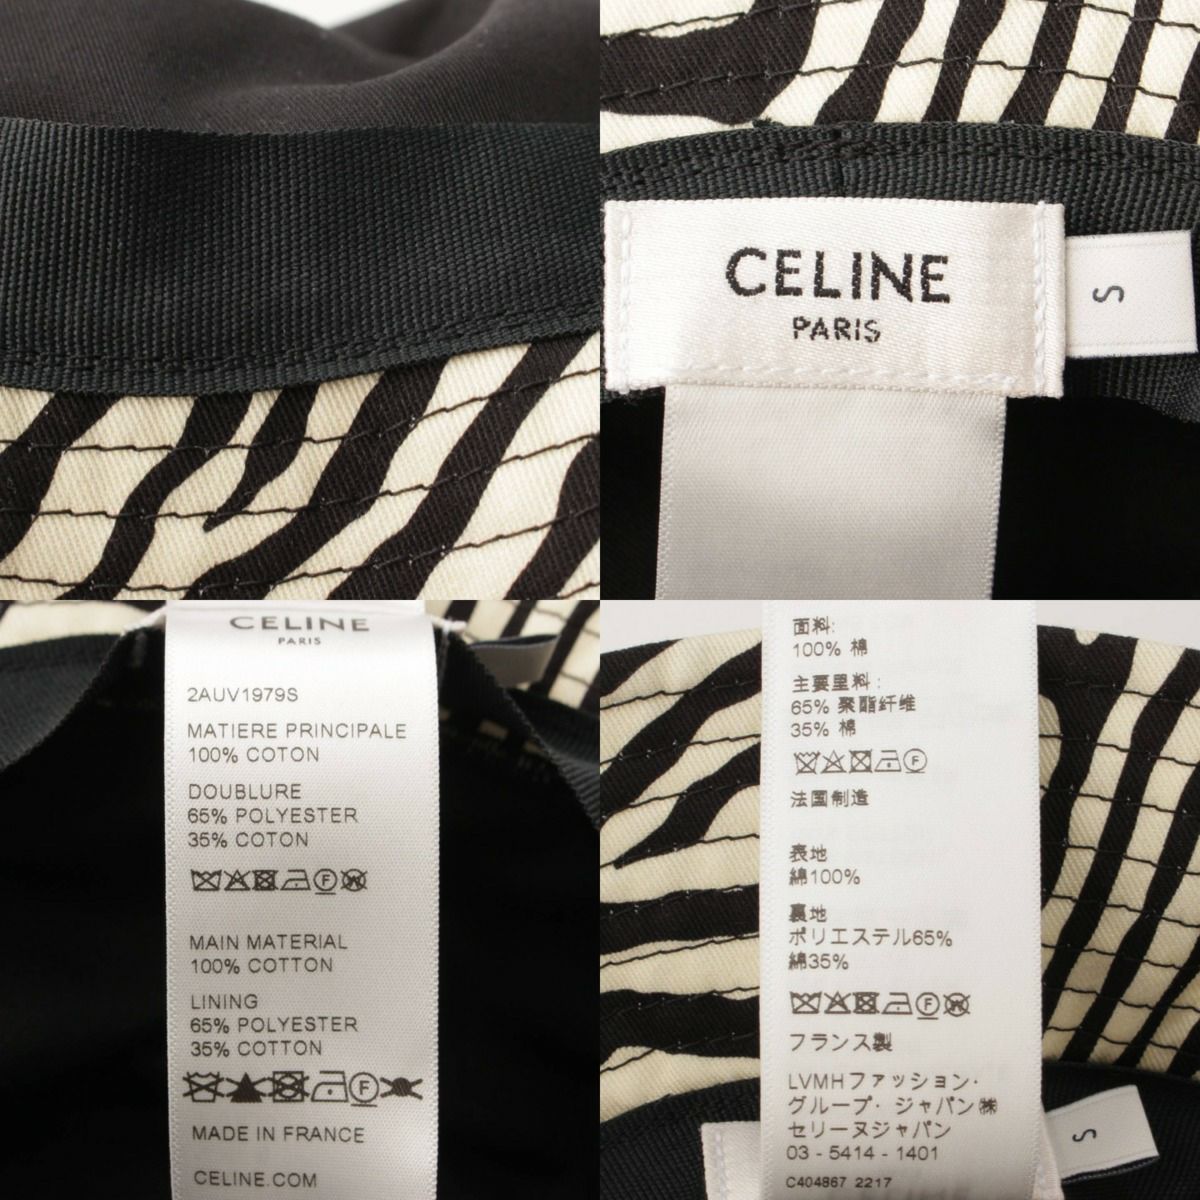 CELINE
PARIS
S
CELINE
PARIS
2AUV1979S
MATIERE PRINCIPALE
100% COTON
DOUBLURE
65% POLYESTER
35% COTON
MAIN MATERIAL
100% COTTON
LINING
65% POLYESTER
35% COTTON
MADE IN FRANCE
CELINE.COM
面料:
100% 棉
主要里料:
65% 聚酯纤维
35% 棉
法国制造
表地
綿100%
裏地
ポリエステル65%
綿35%
フランス製
LVMHファッション・
グループ・ジャパン㈱
セリーヌジャパン
03 - 5414 - 1401
C404867 2217
S